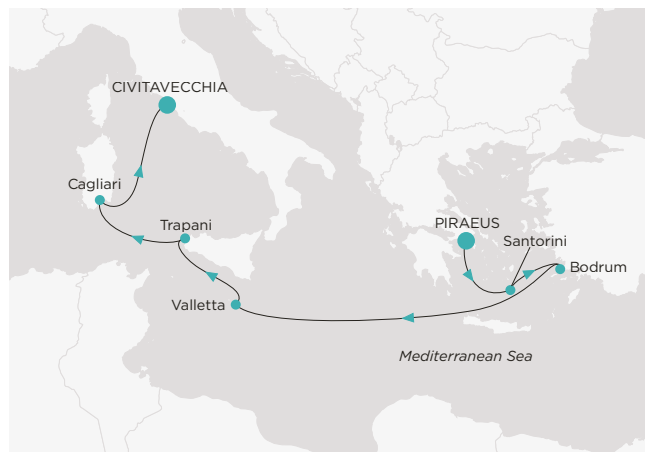 CIVITAVECCHIA
Cagliari
Trapani
PIRAEUS
Santorini
Bodrum
Valletta
Mediterranean Sea